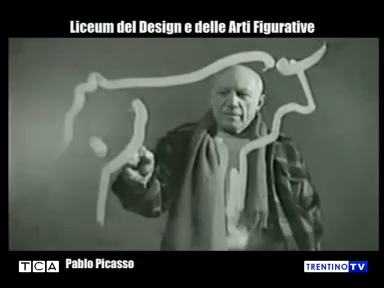 Liceum del Design e delle Arti Figurative
TCA
Pablo Picasso
TRENTINO TV